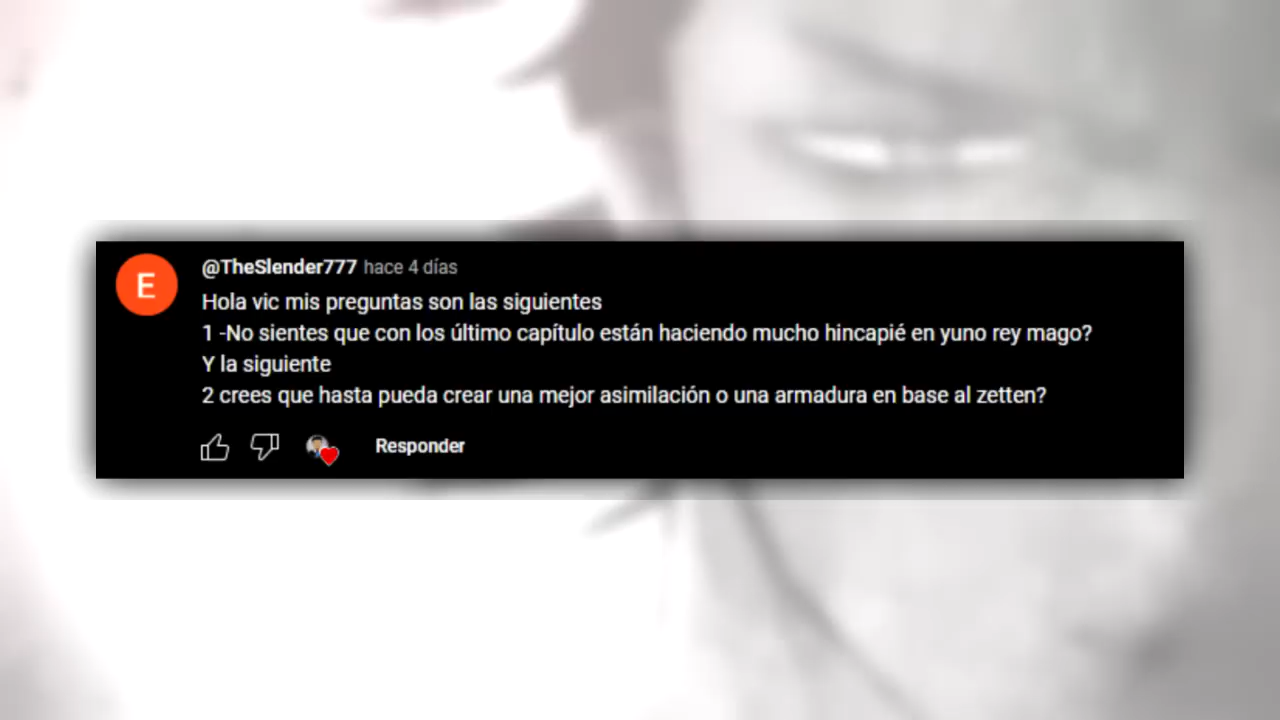 E
@TheSlender777 hace 4 días
Hola vic mis preguntas son las siguientes
1 -No sientes que con los último capítulo están haciendo mucho hincapié en yuno rey mago?
Y la siguiente
2 crees que hasta pueda crear una mejor asimilación o una armadura en base al zetten?
Responder